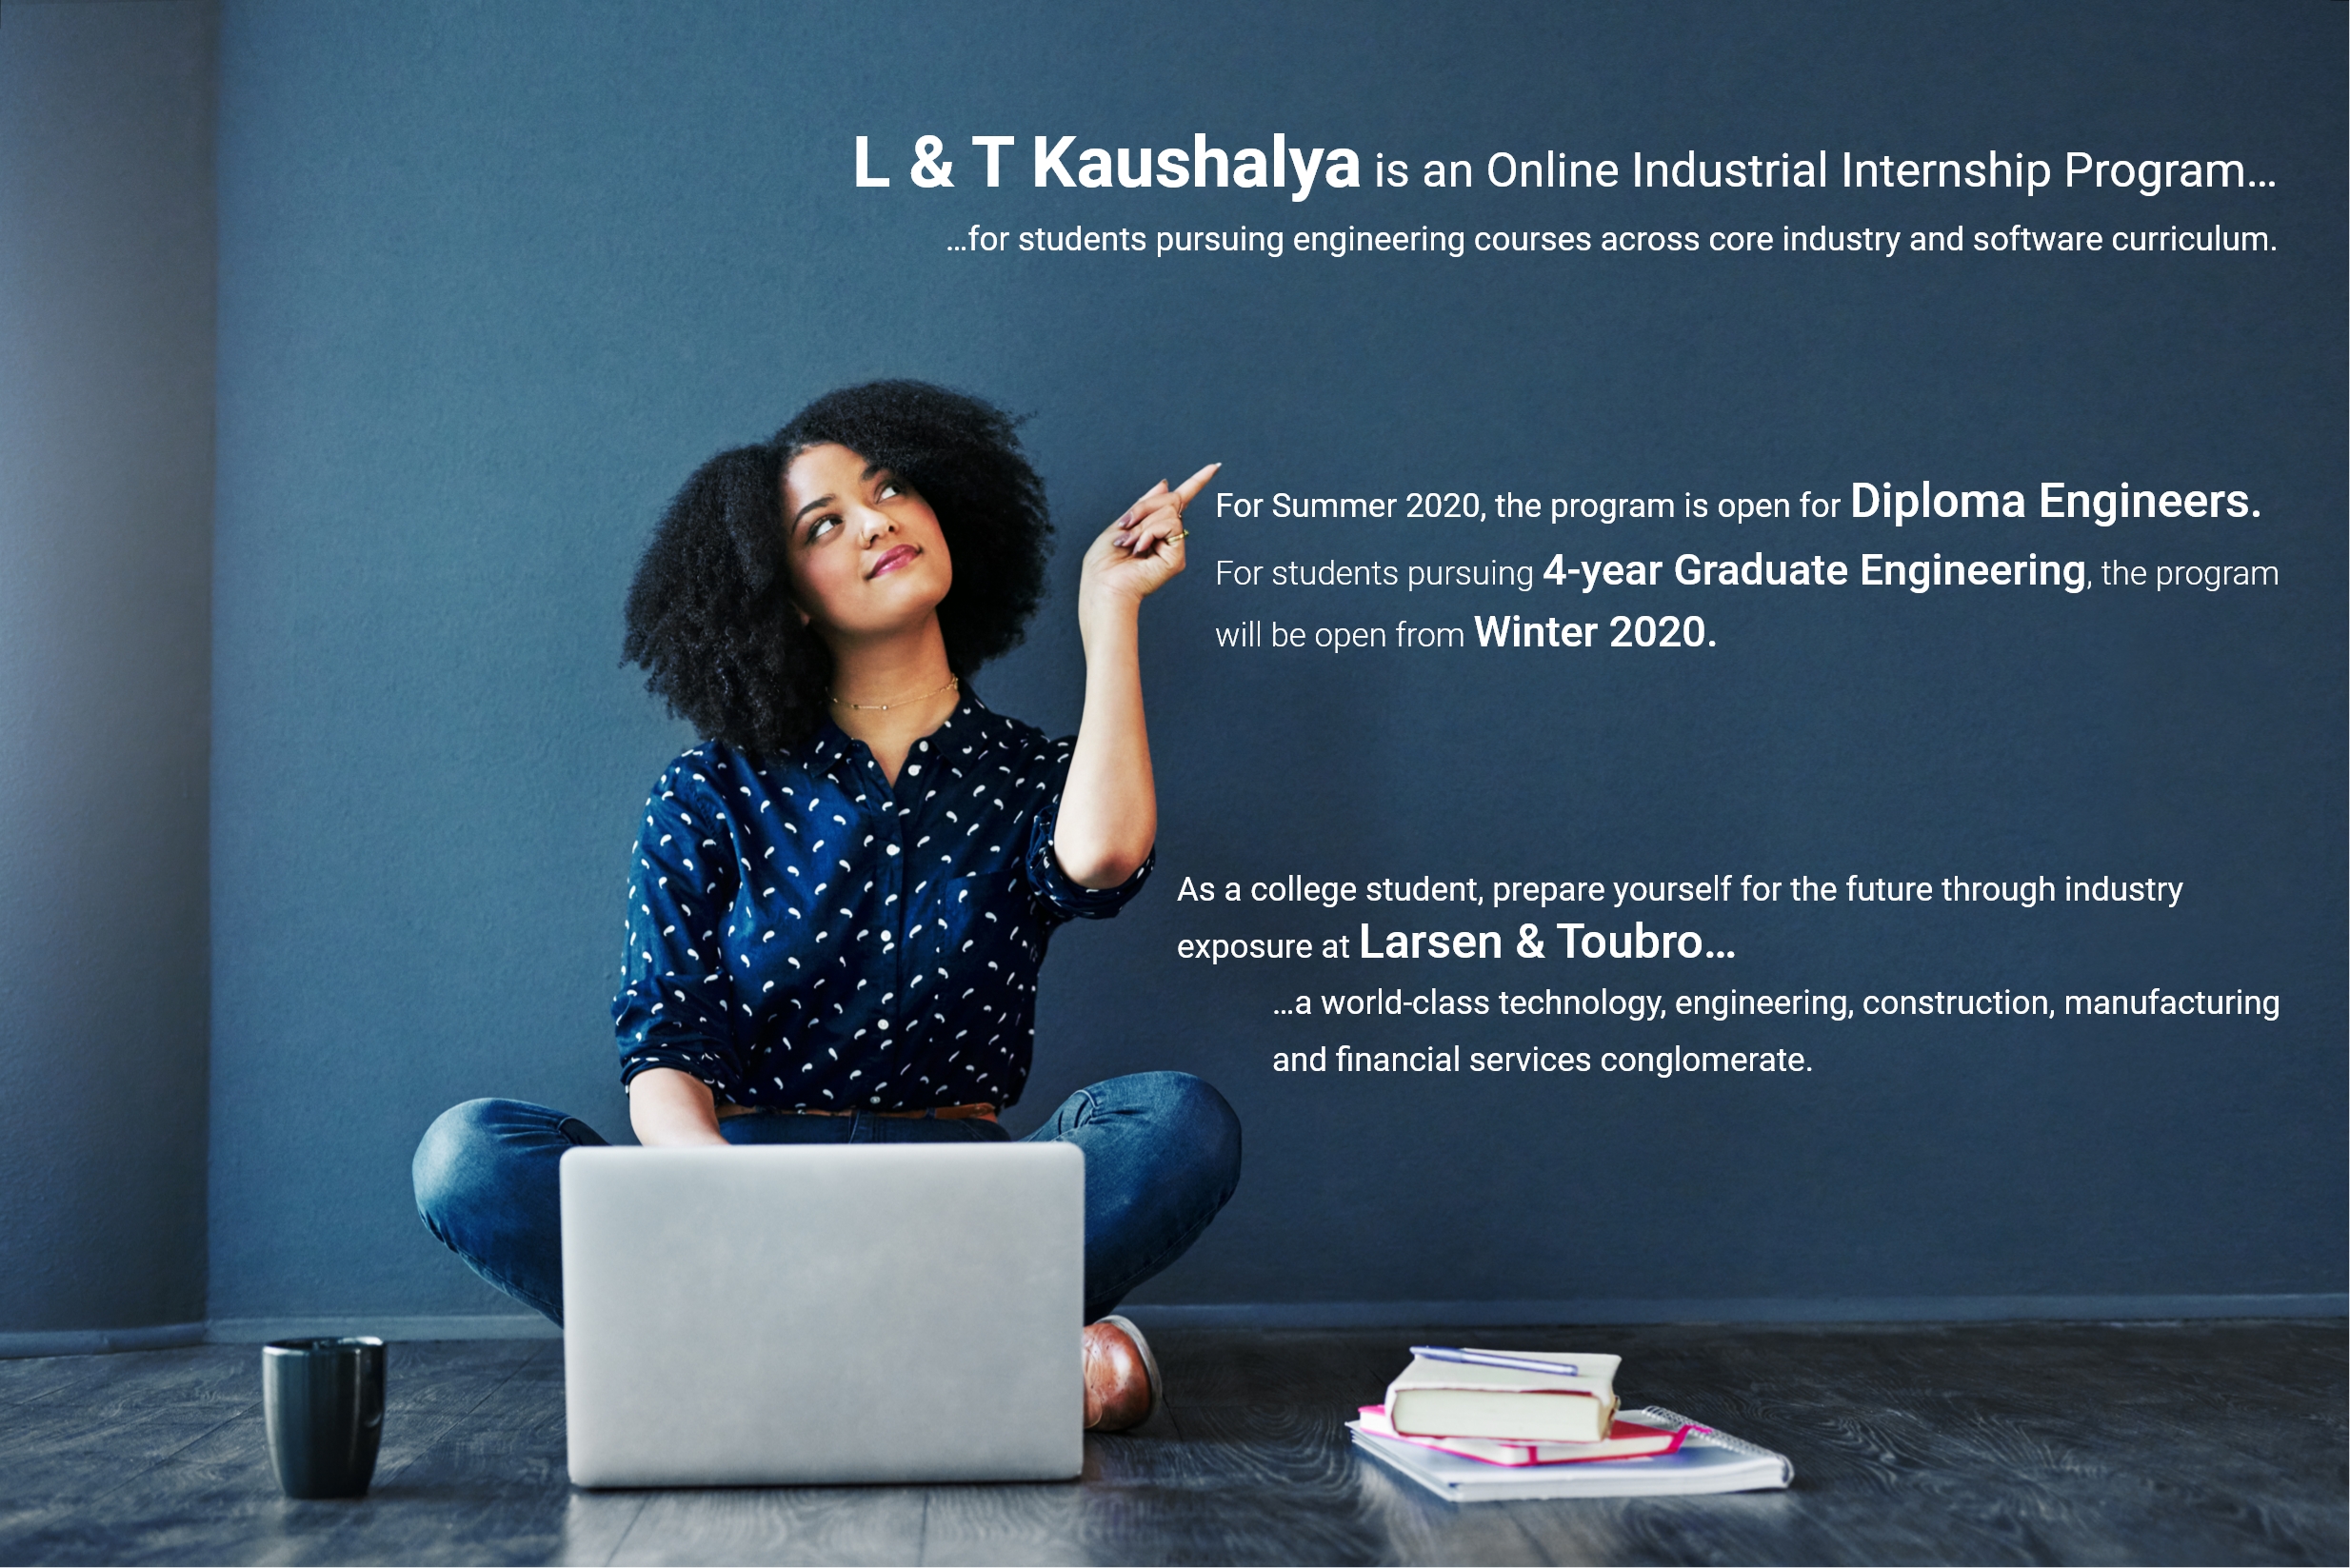 L & T Kaushalya is an Online Industrial Internship Program...
...for students pursuing engineering courses across core industry and software curriculum.
For Summer 2020, the program is open for Diploma Engineers.
For students pursuing 4-year Graduate Engineering, the program
will be open from Winter 2020.
As a college student, prepare yourself for the future through industry
exposure at Larsen & Toubro...
...a world-class technology, engineering, construction, manufacturing
and financial services conglomerate.